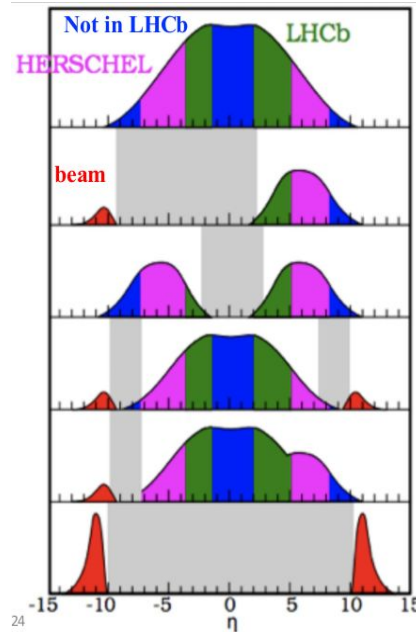 Not in LHCb
LHCb
HERSCHEL
beam
-15 -10 -5 0 5 10 15
η
24